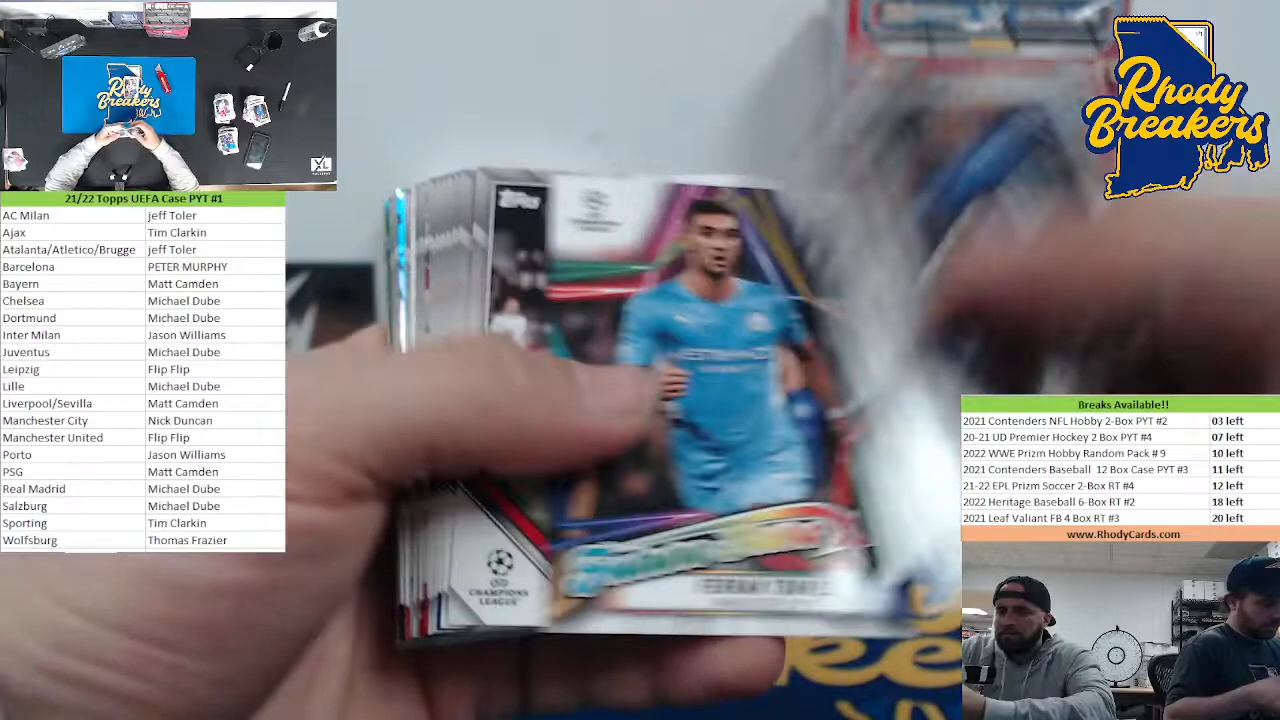 Rhody
Breakers
21/22 Topps UEFA Case PYT #1
AC Milan jeff Toler
Ajax Tim Clarkin
Atalanta/Atletico/Brugge jeff Toler
Barcelona PETER MURPHY
Bayern Matt Camden
Chelsea Michael Dube
Dortmund Michael Dube
Inter Milan Jason Williams
Juventus Michael Dube
Leipzig Flip Flip
Lille Michael Dube
Liverpool/Sevilla Matt Camden
Manchester City Nick Duncan
Manchester United Flip Flip
Porto Jason Williams
PSG Matt Camden
Real Madrid Michael Dube
Salzburg Michael Dube
Sporting Tim Clarkin
Wolfsburg Thomas Frazier
topps
UEFA
CHAMPIONS
LEAGUE
FERRAN TORRES
Rhody
Breakers
Breaks Available!!
2021 Contenders NFL Hobby 2-Box PYT #2 03 left
20-21 UD Premier Hockey 2 Box PYT #4 07 left
2022 WWE Prizm Hobby Random Pack # 9 10 left
2021 Contenders Baseball 12 Box Case PYT #3 11 left
21-22 EPL Prizm Soccer 2-Box RT #4 12 left
2022 Heritage Baseball 6-Box RT #2 18 left
2021 Leaf Valiant FB 4 Box RT #3 20 left
www.RhodyCards.com